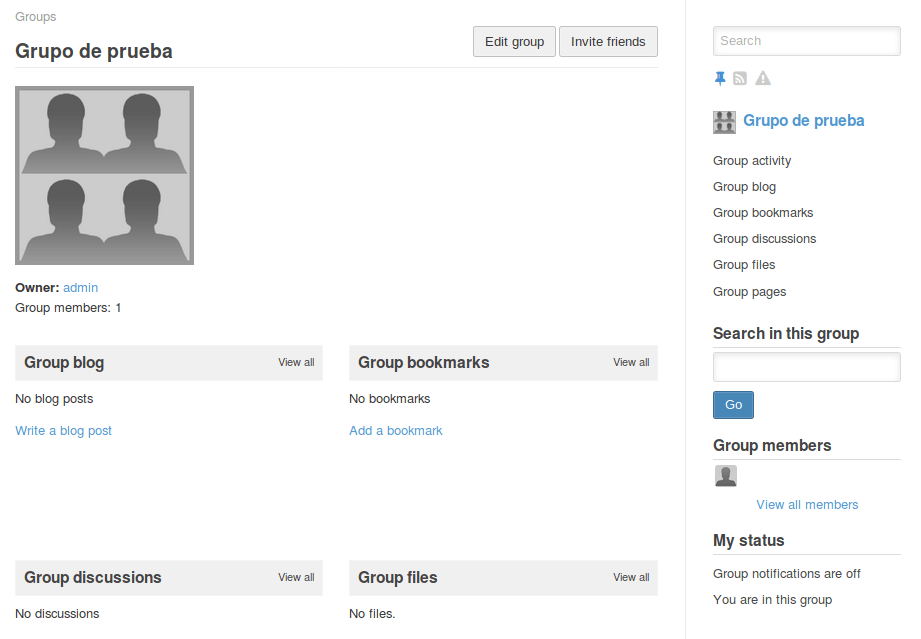 Groups
Grupo de prueba
Edit group
Invite friends
Owner: admin
Group members: 1
Group blog
View all
No blog posts
Write a blog post
Group bookmarks
View all
No bookmarks
Add a bookmark
Group discussions
View all
No discussions
Group files
View all
No files.
Search
Grupo de prueba
Group activity
Group blog
Group bookmarks
Group discussions
Group files
Group pages
Search in this group
Go
Group members
View all members
My status
Group notifications are off
You are in this group